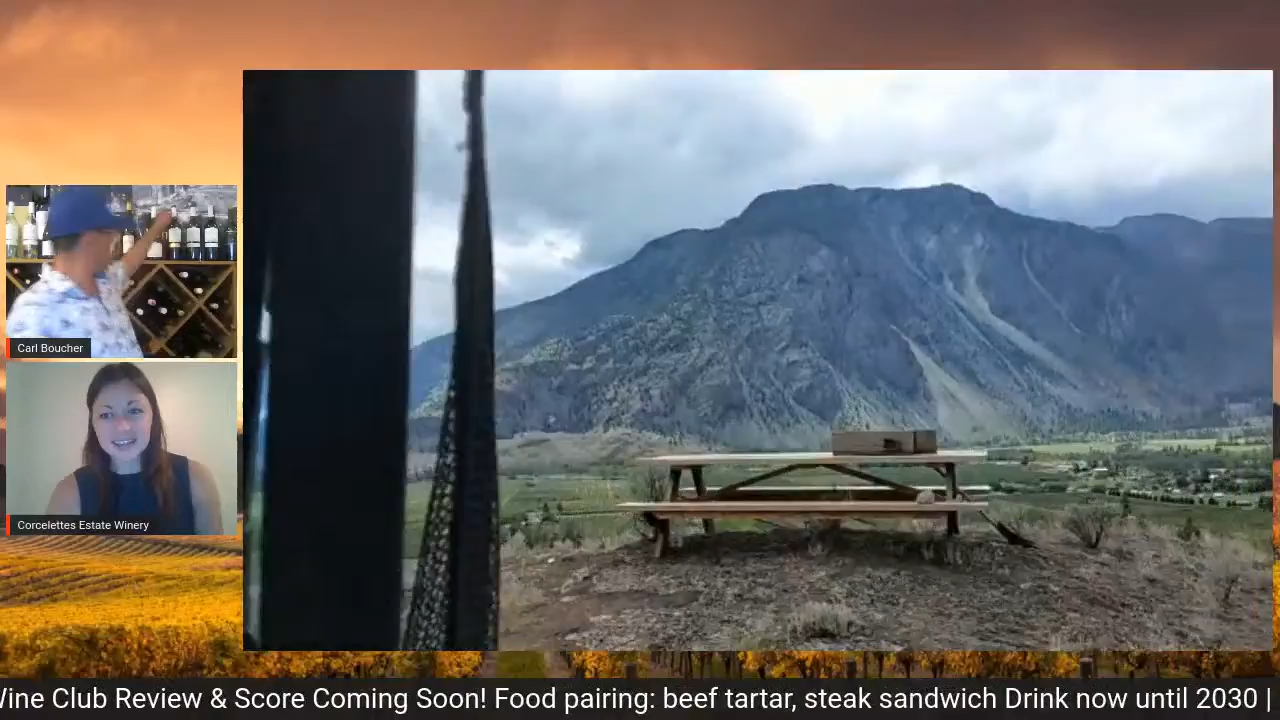 Carl Boucher
Corcelettes Estate Winery
Wine Club Review & Score Coming Soon! Food pairing: beef tartar, steak sandwich Drink now until 2030 |